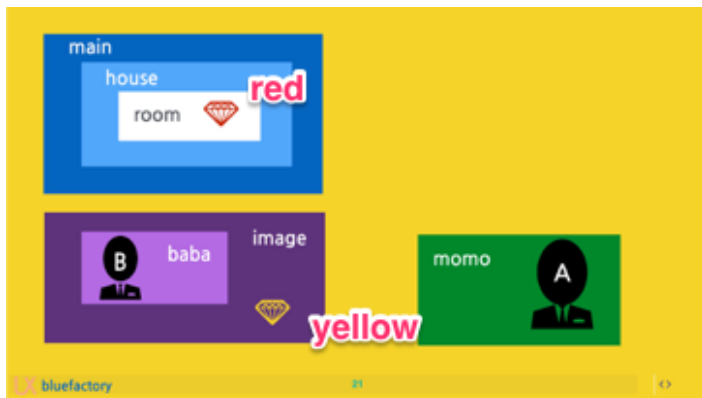 main
house
red
room
B
baba
image
momo
A
yellow
UX bluefactory
21
<>